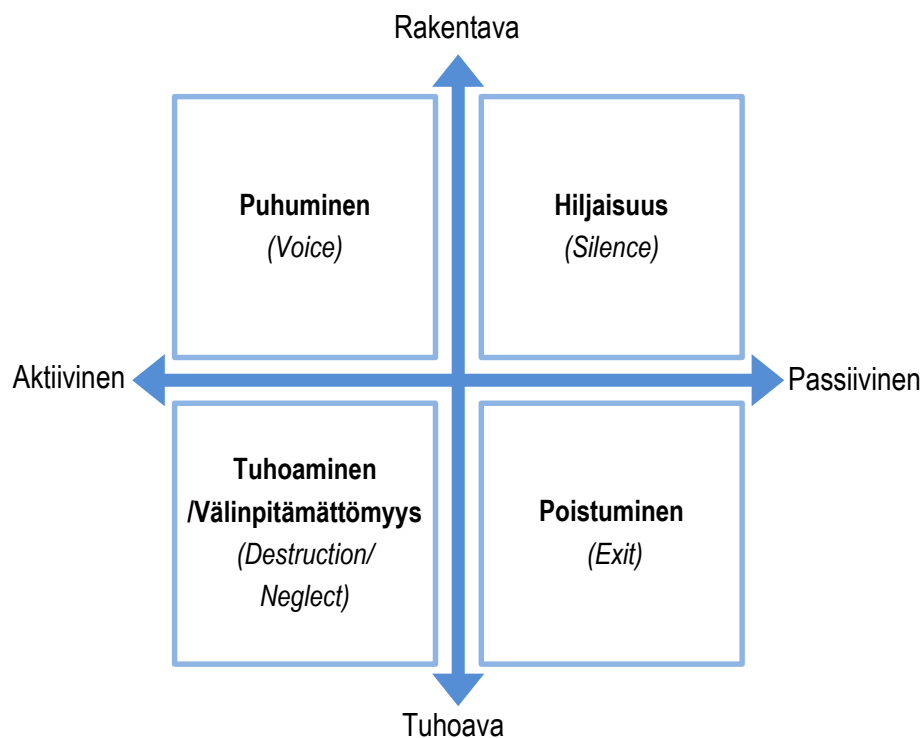 Rakentava
Puhuminen
(Voice)
Hiljaisuus
(Silence)
Aktiivinen
Passiivinen
Tuhoaminen
/Välinpitämättömyys
(Destruction/
Neglect)
Poistuminen
(Exit)
Tuhoava